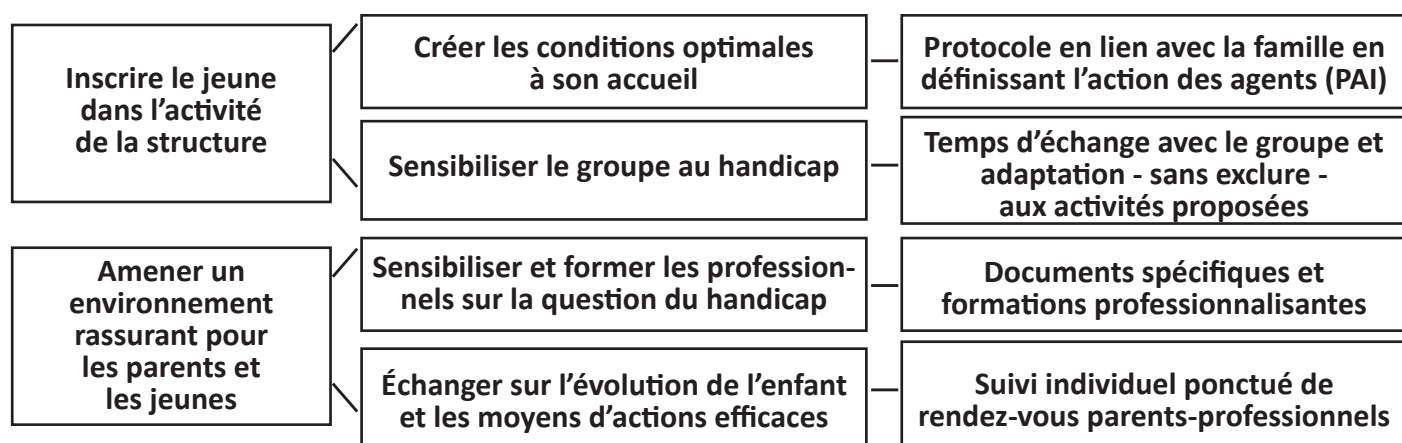 Inscrire le jeune
dans l’activité
de la structure
Créer les conditions optimales
à son accueil
Protocole en lien avec la famille en
définissant l’action des agents (PAI)
Sensibiliser le groupe au handicap
Temps d’échange avec le groupe et
adaptation - sans exclure -
aux activités proposées
Amener un
environnement
rassurant pour
les parents et
les jeunes
Sensibiliser et former les profession-
nels sur la question du handicap
Documents spécifiques et
formations professionnalisantes
Échanger sur l’évolution de l’enfant
et les moyens d’actions efficaces
Suivi individuel ponctué de
rendez-vous parents-professionnels